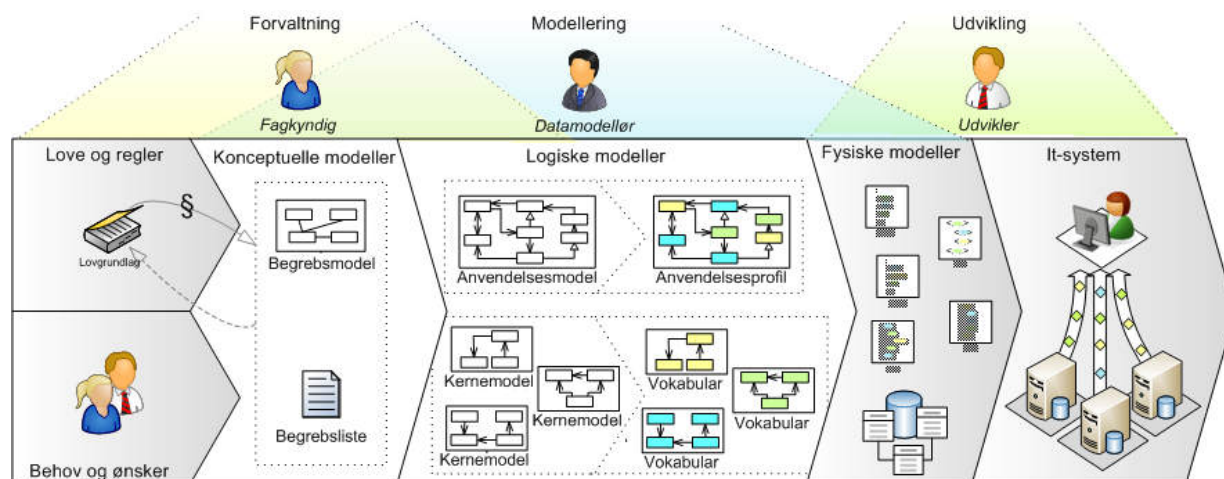 Forvaltning
Modellering
Udvikling
Fagkyndig
Datamodellør
Udvikler
Love og regler
Konceptuelle modeller
Logiske modeller
Fysiske modeller
It-system
§
Lovgrundlag
Begrebsmodel
Anvendelsesmodel
Anvendelsesprofil
Kernemodel
Kernemodel
Kernemodel
Vokabular
Vokabular
Vokabular
Begrebsliste
Behov og ønsker